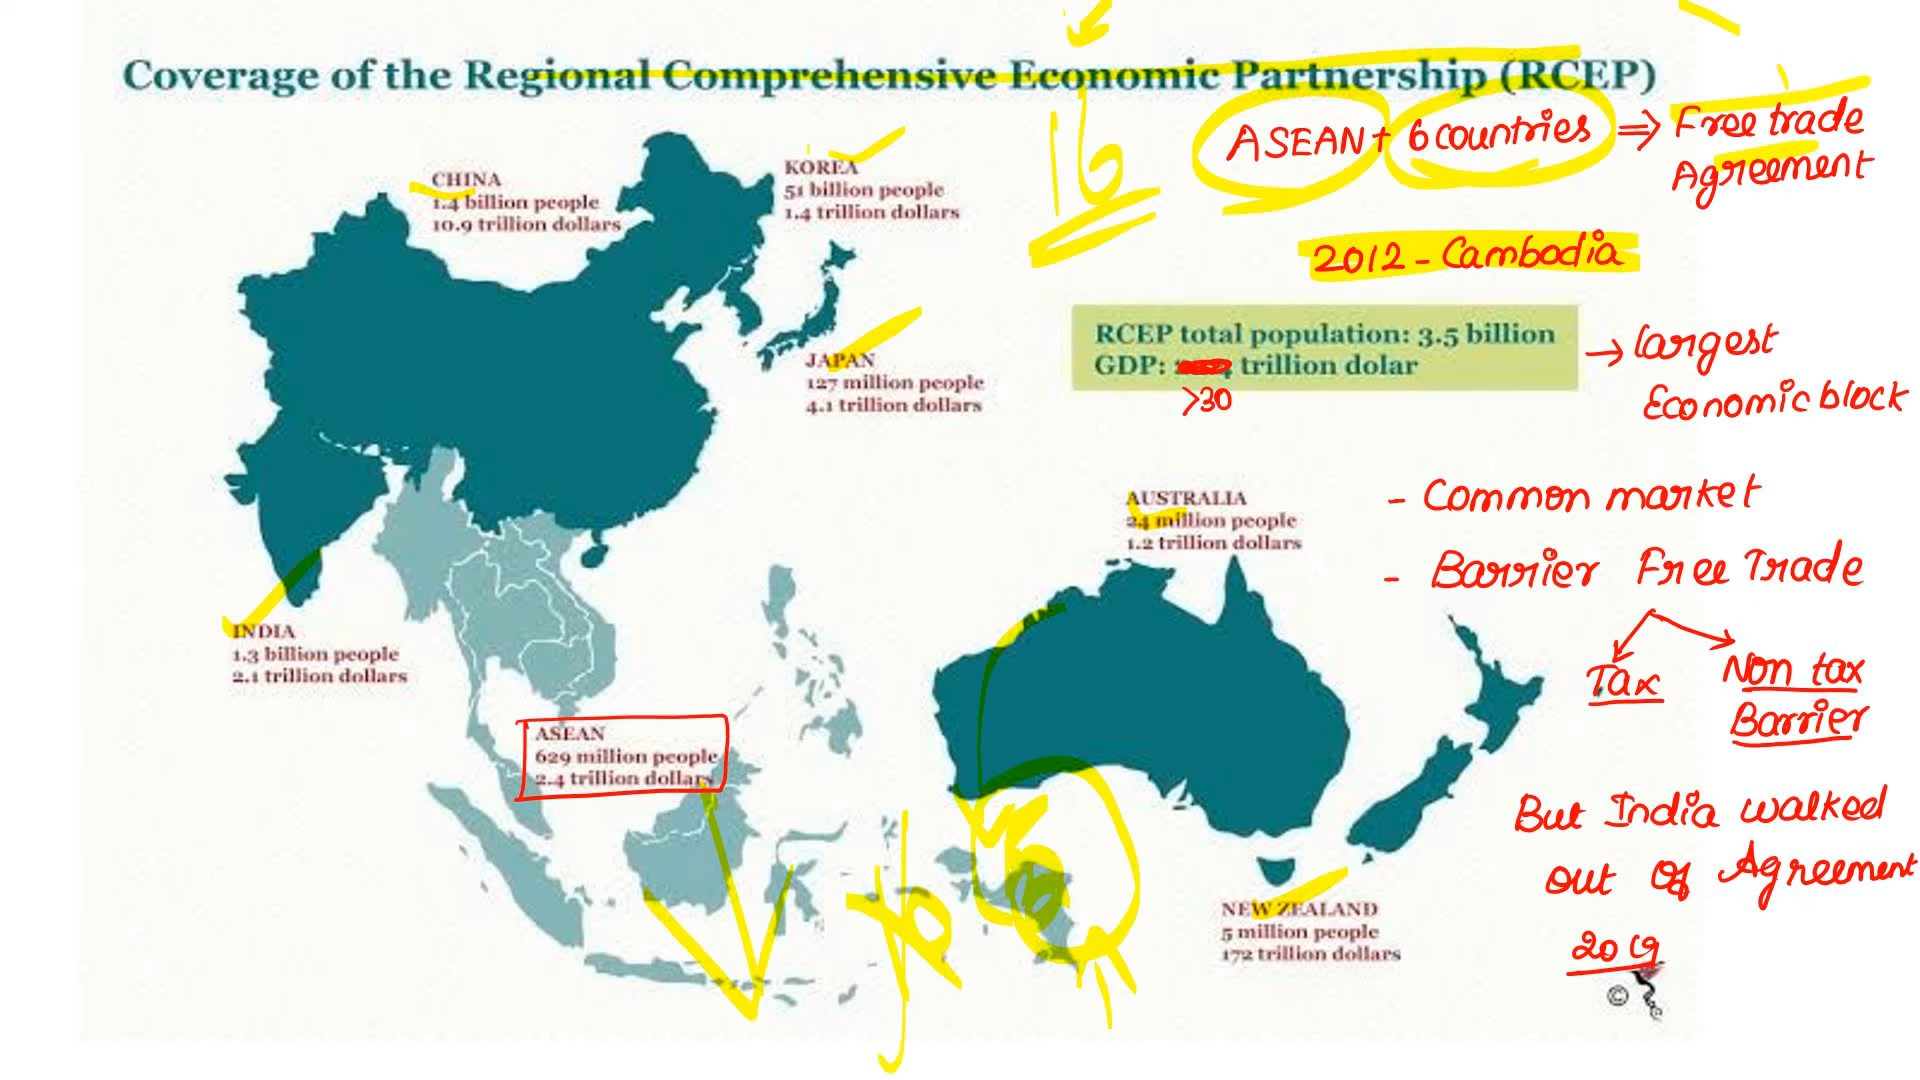 Coverage of the Regional Comprehensive Economic Partnership (RCEP)
16
ASEAN + 6 countries ⇒ Free trade
Agreement
2012 - Cambodia
CHINA
1.4 billion people
10.9 trillion dollars
KOREA
51 billion people
1.4 trillion dollars
JAPAN
127 million people
4.1 trillion dollars
RCEP total population: 3.5 billion
GDP: trillion dolar
>30
→ largest
Economic block
AUSTRALIA
24 million people
1.2 trillion dollars
- Common market
- Barrier Free Trade
Tax
Non tax
Barrier
INDIA
1.3 billion people
2.1 trillion dollars
ASEAN
629 million people
2.4 trillion dollars
But India walked
out of Agreement
2019
NEW ZEALAND
5 million people
172 trillion dollars
©